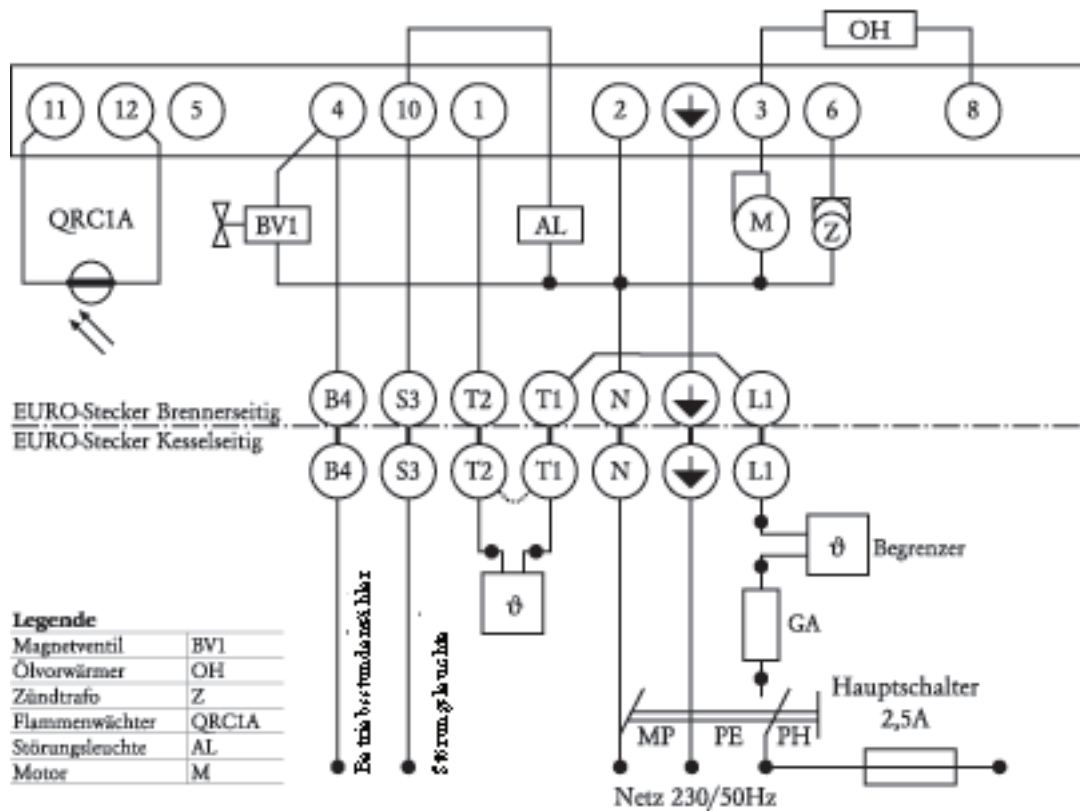 OH
11 12 5 4 10 1 2 3 6 8
QRC1A BV1 AL M Z
B4 S3 T2 T1 N L1
EURO-Stecker Brennerseitig
EURO-Stecker Kesselseitig
B4 S3 T2 T1 N L1
ϑ Begrenzer
ϑ
GA
Betriebsstundenzähler
Störungsleuchte
Legende
Magnetventil BV1
Ölvorwärmer OH
Zündtrafo Z
Flammenwächter QRC1A
Störungsleuchte AL
Motor M
Hauptschalter
2,5A
MP PE PH
Netz 230/50Hz